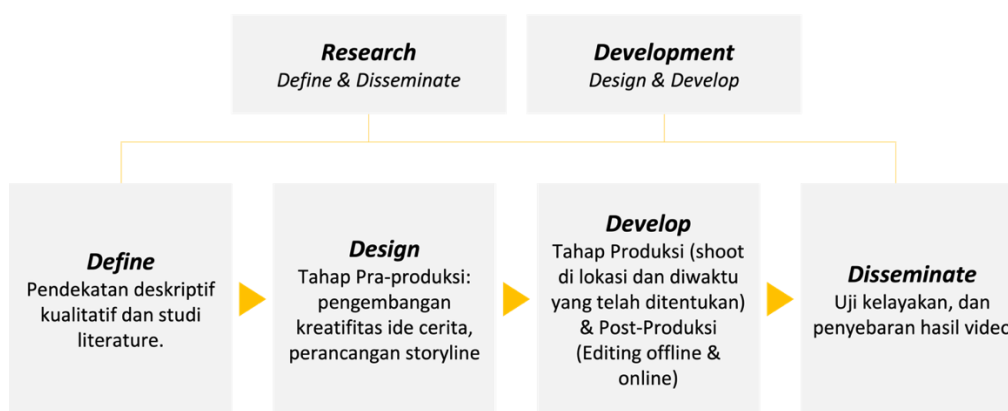 Research
Define & Disseminate
Development
Design & Develop
Define
Pendekatan deskriptif
kualitatif dan studi
literature.
Design
Tahap Pra-produksi:
pengembangan
kreatifitas ide cerita,
perancangan storyline
Develop
Tahap Produksi (shoot
di lokasi dan diwaktu
yang telah ditentukan)
& Post-Produksi
(Editing offline &
online)
Disseminate
Uji kelayakan, dan
penyebaran hasil video